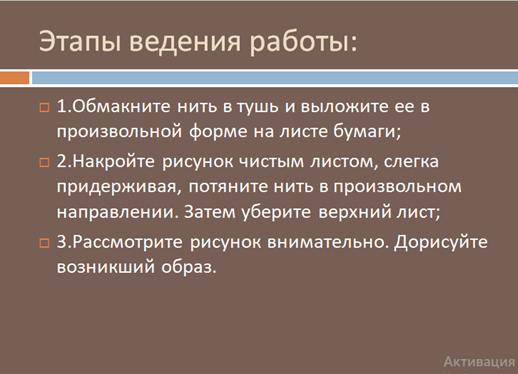 Этапы ведения работы:
1.Обмакните нить в тушь и выложите ее в
произвольной форме на листе бумаги;
2.Накройте рисунок чистым листом, слегка
придерживая, потяните нить в произвольном
направлении. Затем уберите верхний лист;
3.Рассмотрите рисунок внимательно. Дорисуйте
возникший образ.
Активация